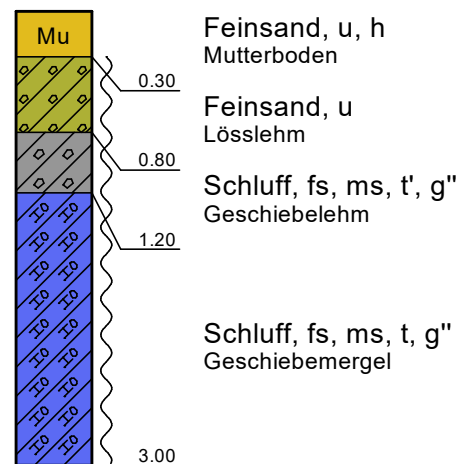 Mu
Feinsand, u, h
Mutterboden
0.30
Feinsand, u
Lösslehm
0.80
Schluff, fs, ms, t', g"
Geschiebelehm
1.20
Schluff, fs, ms, t, g"
Geschiebemergel
3.00